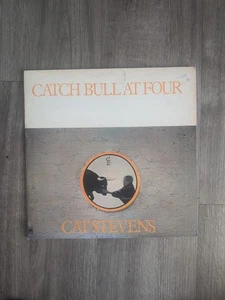 CATCH BULL AT FOUR
CAT STEVENS